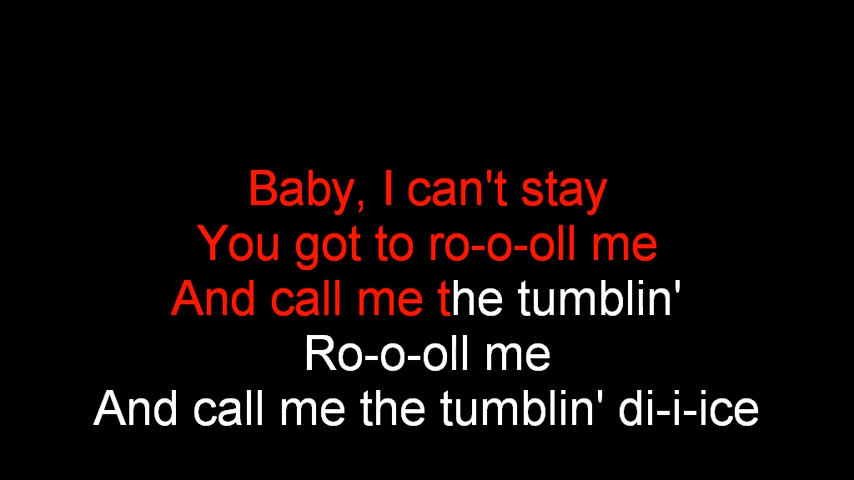 Baby, I can't stay
You got to ro-o-oll me
And call me the tumblin'
Ro-o-oll me
And call me the tumblin' di-i-ice